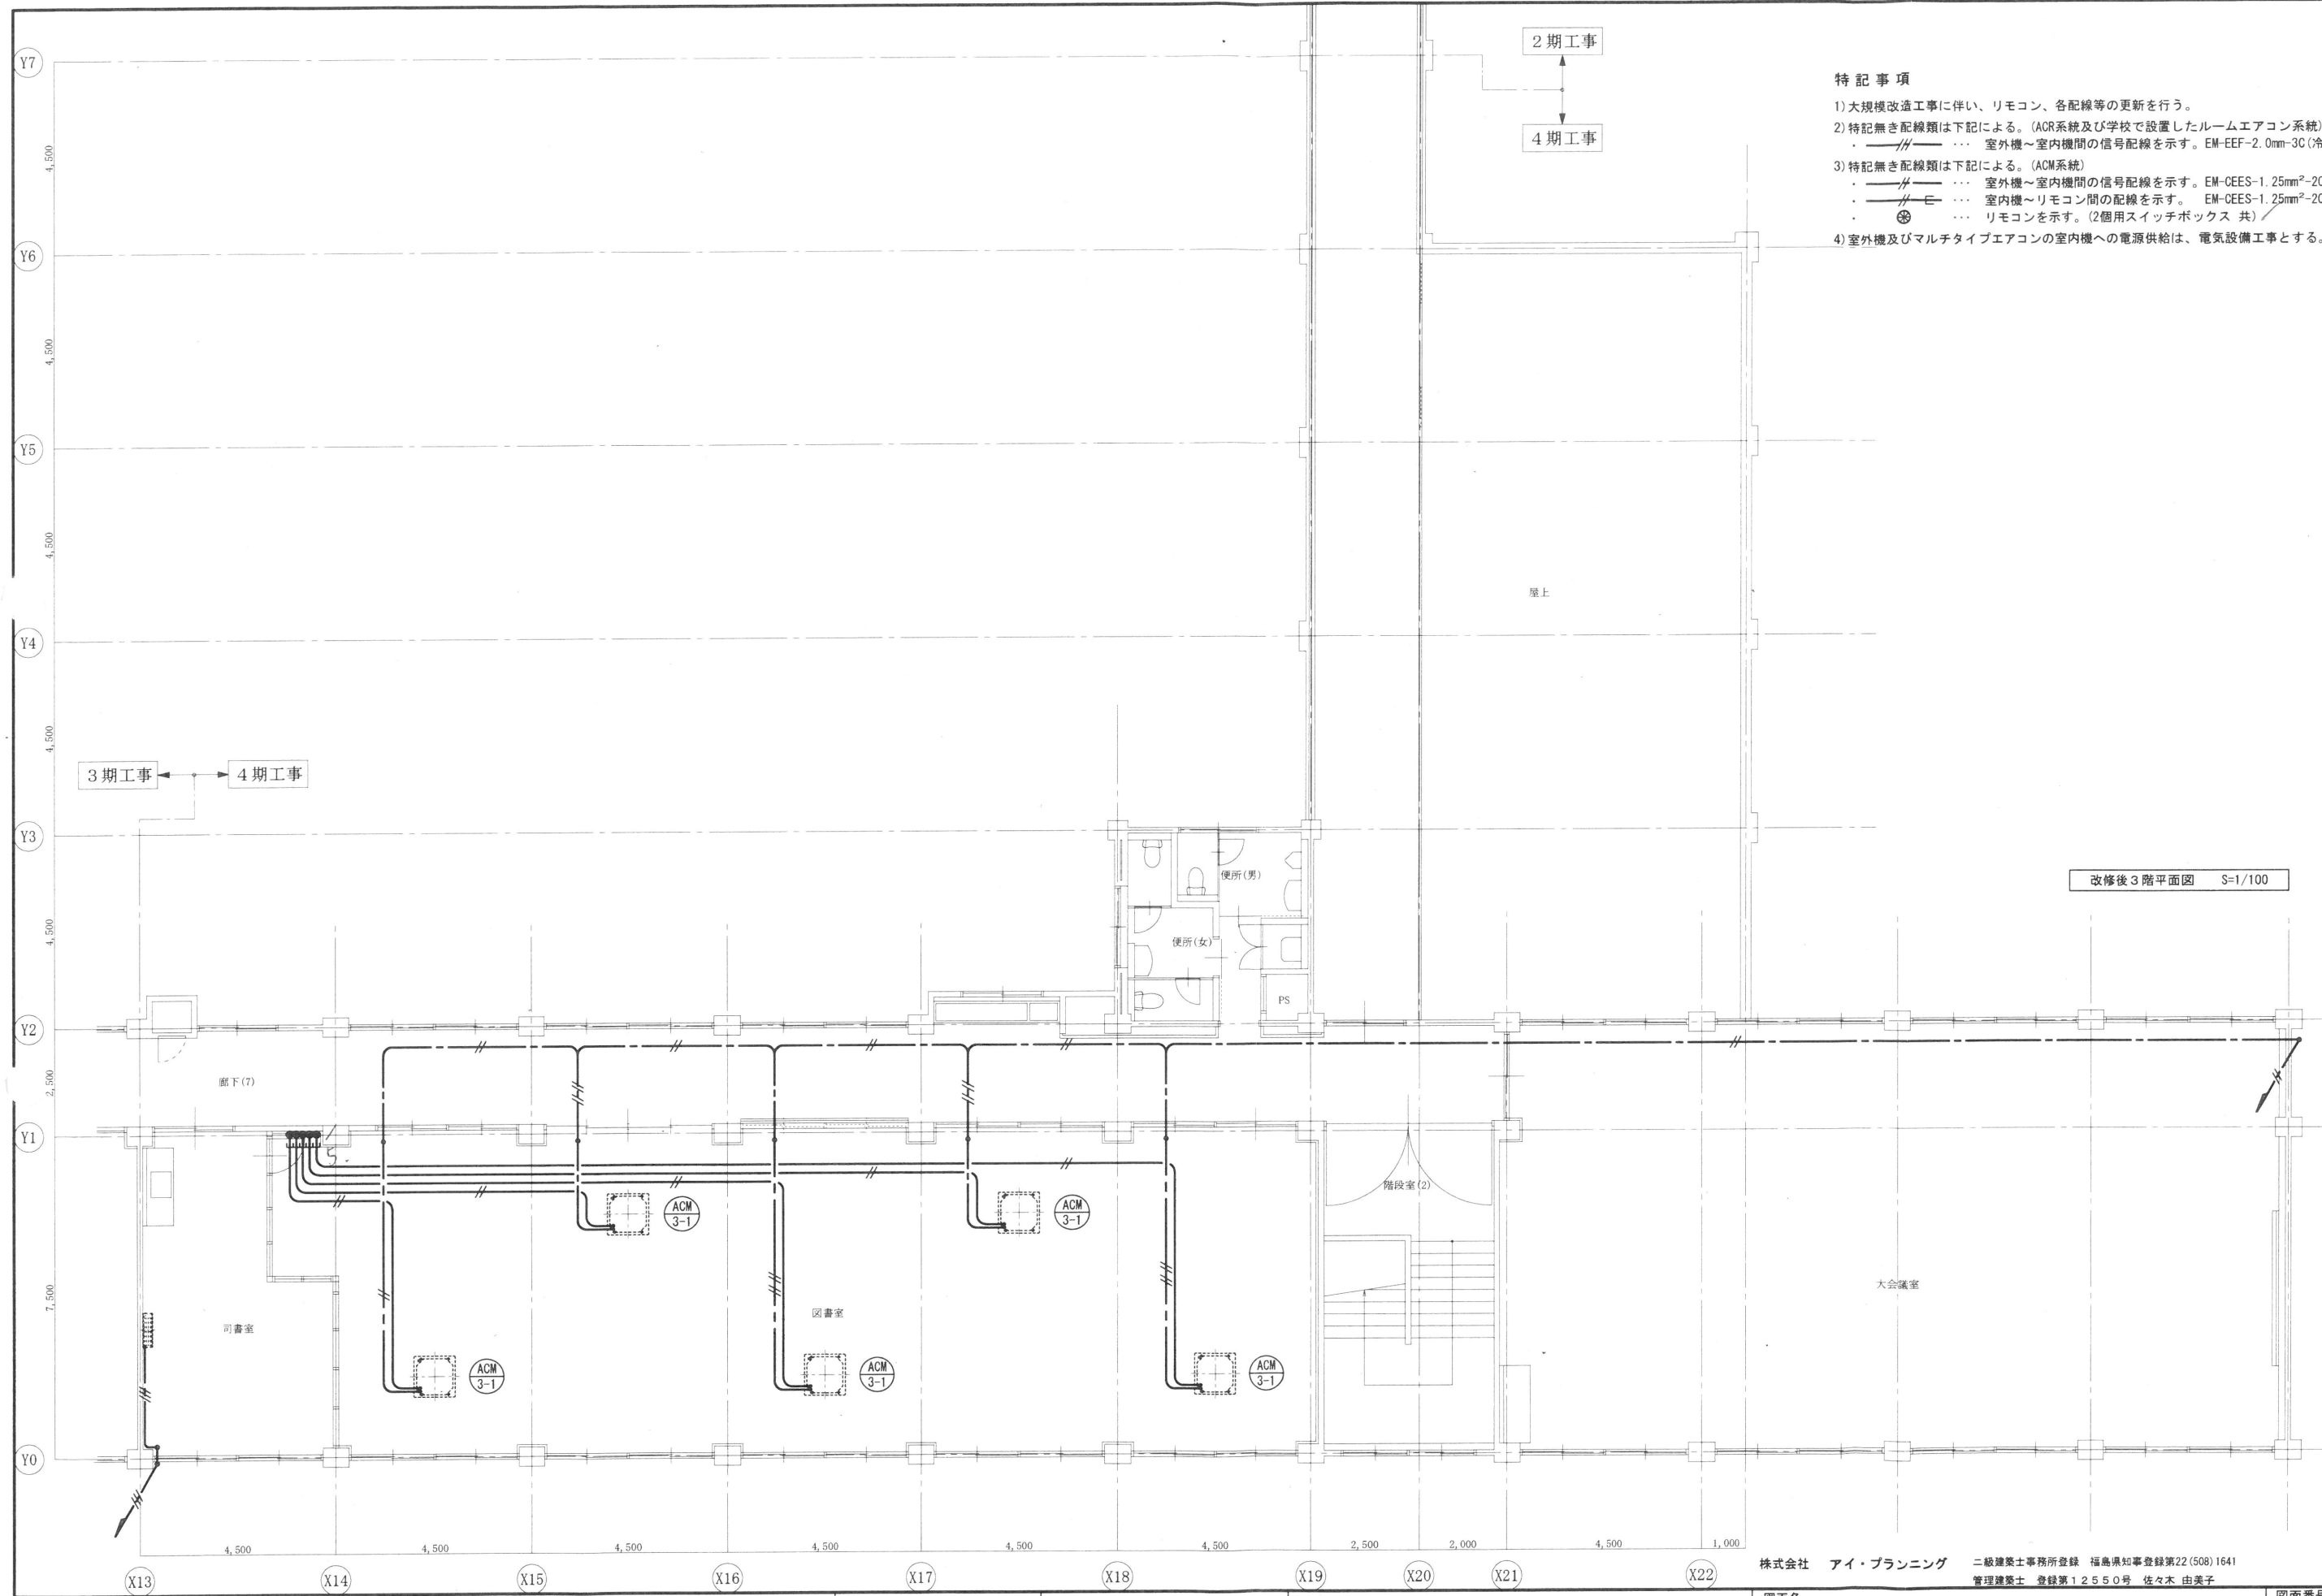 Y7
Y6
Y5
Y4
Y3
Y2
Y1
Y0
4,500
4,500
4,500
4,500
4,500
2,500
7,500
2期工事
4期工事
特記事項
1)大規模改造工事に伴い、リモコン、各配線等の更新を行う。
2)特記無き配線類は下記による。(ACR系統及び学校で設置したルームエアコン系統)
・ ··· 室外機～室内機間の信号配線を示す。EM-EEF-2.0mm-3C(冷
3)特記無き配線類は下記による。(ACM系統)
・ ··· 室外機～室内機間の信号配線を示す。EM-CEES-1.25mm²-2C
・ E ··· 室内機～リモコン間の配線を示す。 EM-CEES-1.25mm²-2C
・ ··· リモコンを示す。(2個用スイッチボックス 共)
4)室外機及びマルチタイプエアコンの室内機への電源供給は、電気設備工事とする。
屋上
3期工事
4期工事
便所(男)
便所(女)
PS
改修後3階平面図 S=1/100
廊下(7)
5
ACM
3-1
ACM
3-1
階段室(2)
大会議室
図書室
司書室
ACM
3-1
ACM
3-1
ACM
3-1
4,500
4,500
4,500
4,500
4,500
4,500
2,500
2,000
4,500
1,000
X13
X14
X15
X16
X17
X18
X19
X20
X21
X22
株式会社 アイ・プランニング
二級建築士事務所登録 福島県知事登録第22(508)1641
管理建築士 登録第12550号 佐々木 由美子